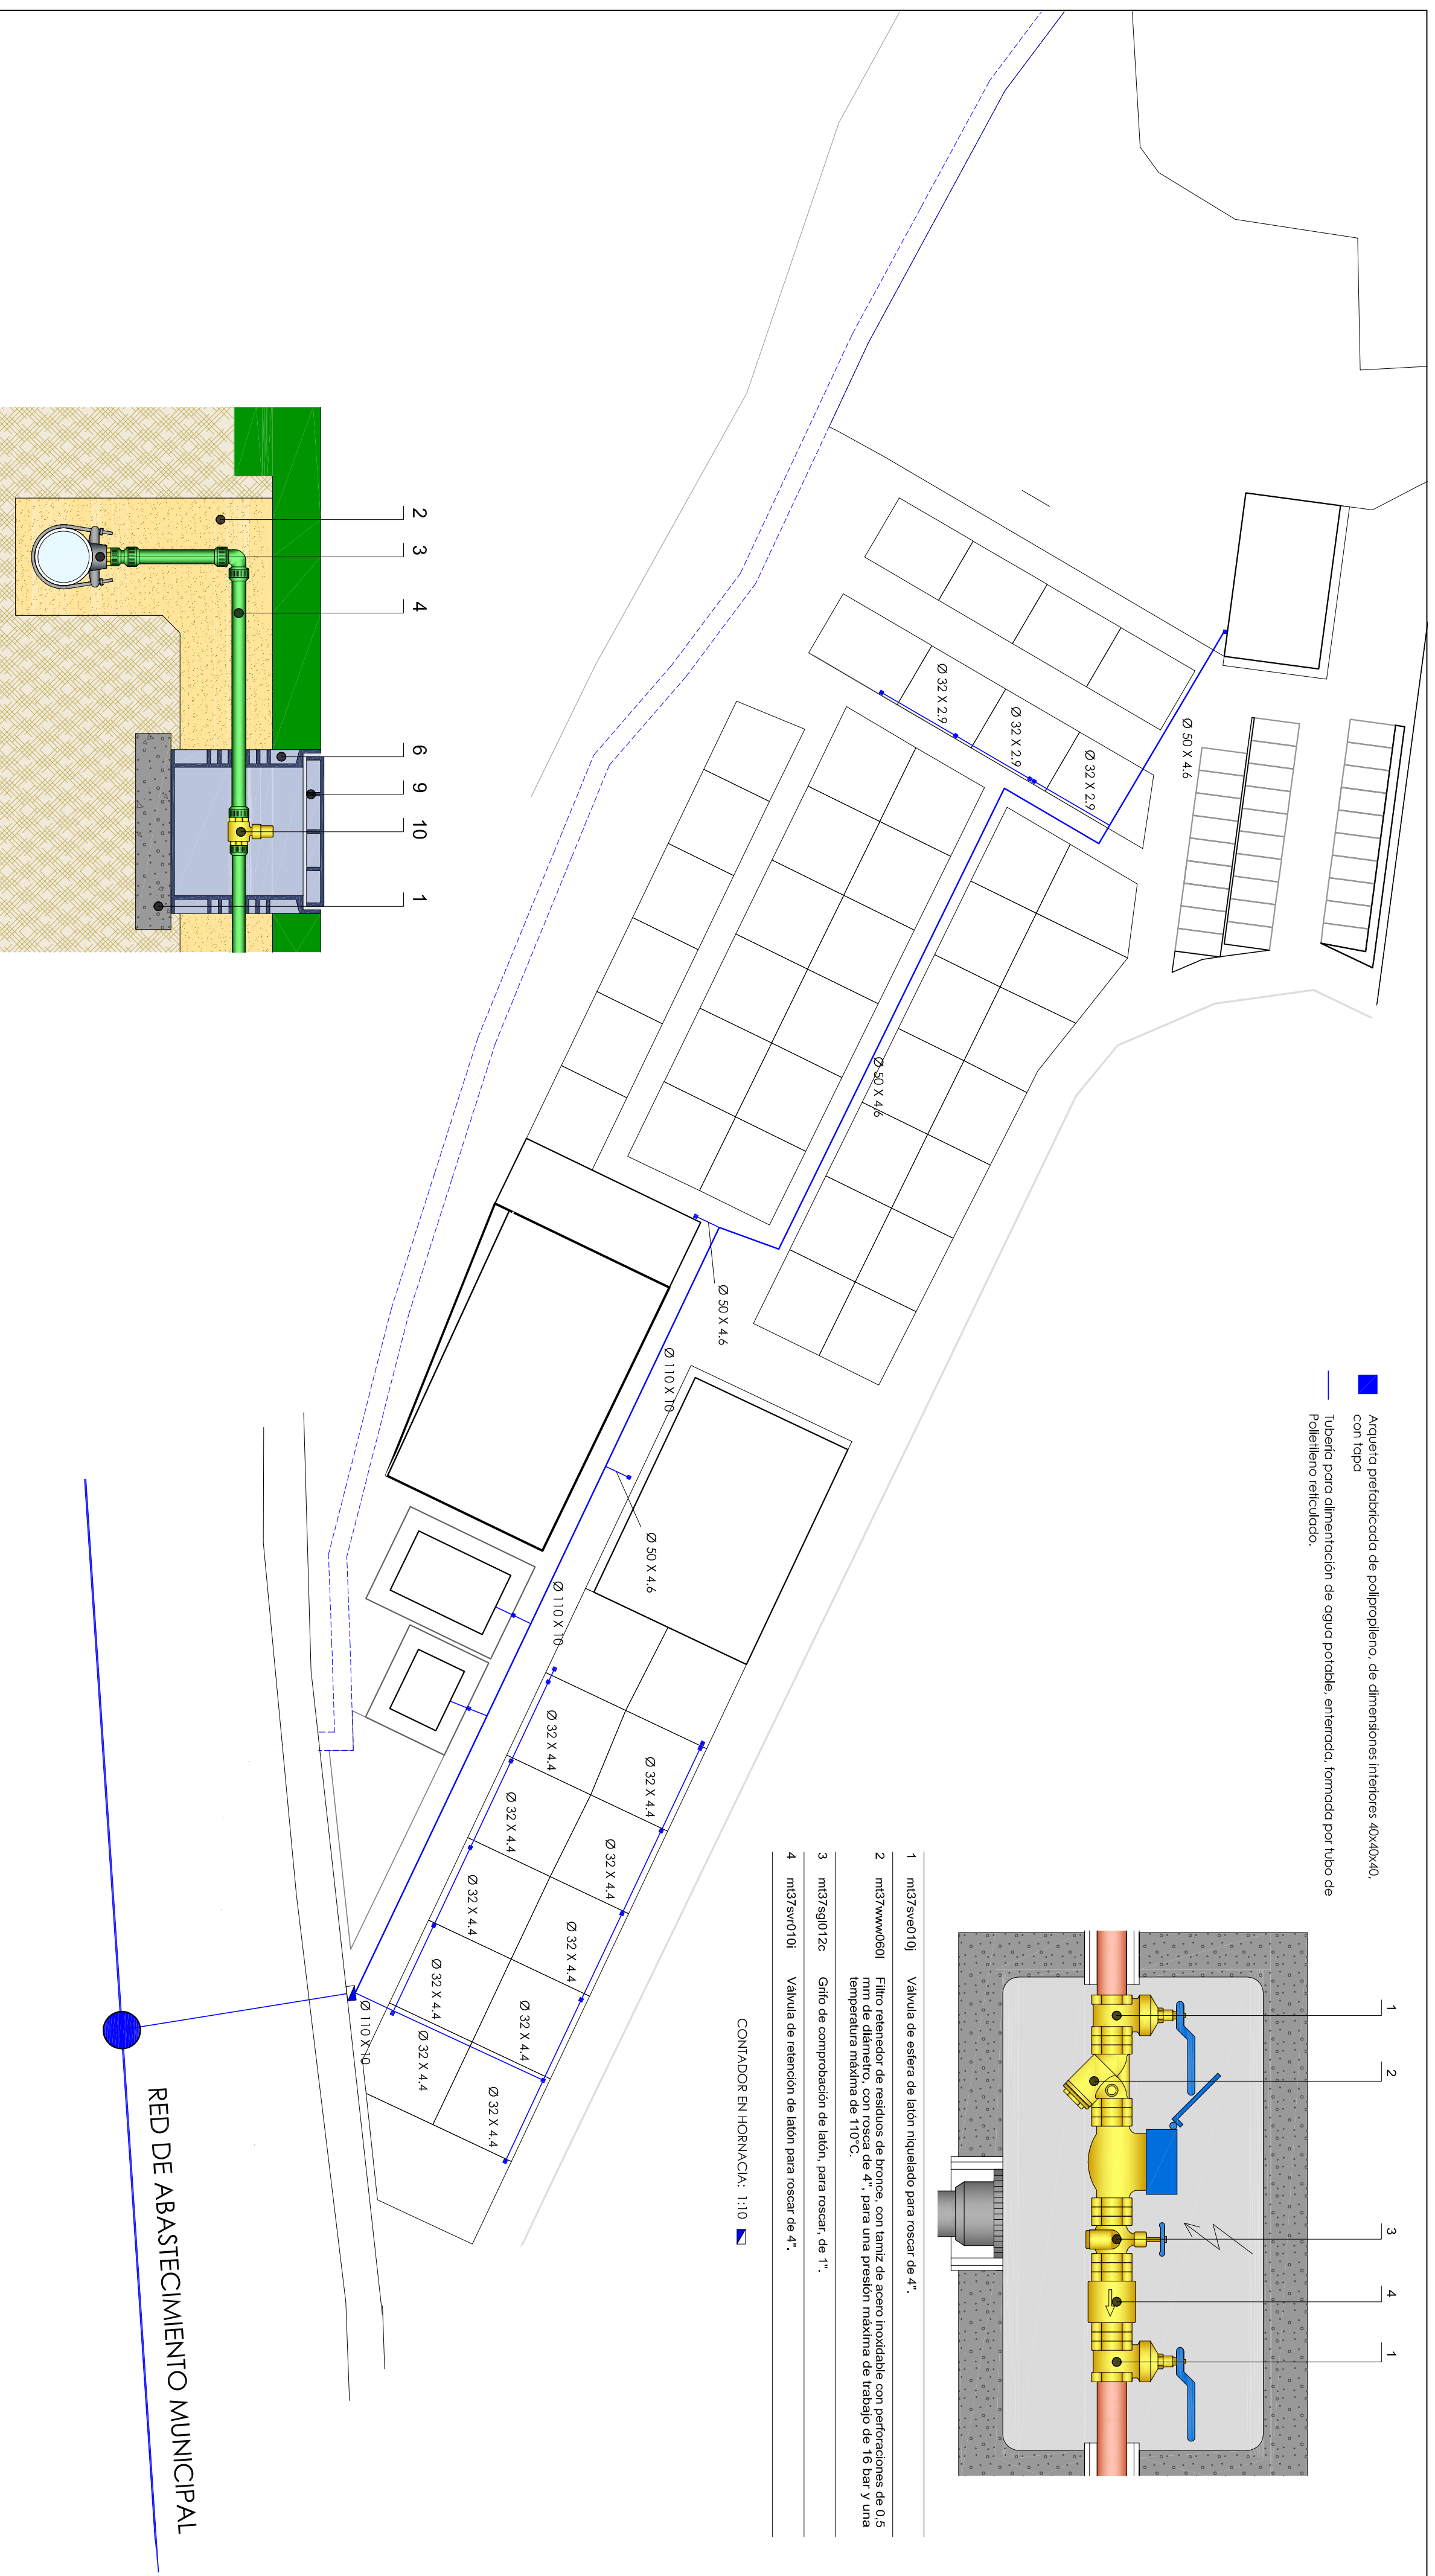 Arqueta prefabricada de polipropileno, de dimensiones interiores 40x40x40,
con tapa
Tubería para alimentación de agua potable, enterrada, formada por tubo de
Polietileno reticulado.
1
2
3
4
1
1 mt37sve010j Válvula de esfera de latón niquelado para roscar de 4".
2 mt37www060l Filtro retenedor de residuos de bronce, con tamiz de acero inoxidable con perforaciones de 0,5
mm de diámetro, con rosca de 4", para una presión máxima de trabajo de 16 bar y una
temperatura máxima de 110°C.
3 mt37sgl012c Grifo de comprobación de latón, para roscar, de 1".
4 mt37svr010i Válvula de retención de latón para roscar de 4".
CONTADOR EN HORNACIA: 1:10
Ø 50 X 4.6
Ø 32 X 2.9
Ø 32 X 2.9
Ø 32 X 2.9
Ø 50 X 4.6
Ø 50 X 4.6
Ø 110 X 10
Ø 50 X 4.6
Ø 110 X 10
Ø 32 X 4.4
Ø 32 X 4.4
Ø 32 X 4.4
Ø 32 X 4.4
Ø 32 X 4.4
Ø 32 X 4.4
Ø 32 X 4.4
Ø 32 X 4.4
Ø 32 X 4.4
Ø 32 X 4.4
Ø 110 X 10
2
3
4
6
9
10
1
RED DE ABASTECIMIENTO MUNICIPAL